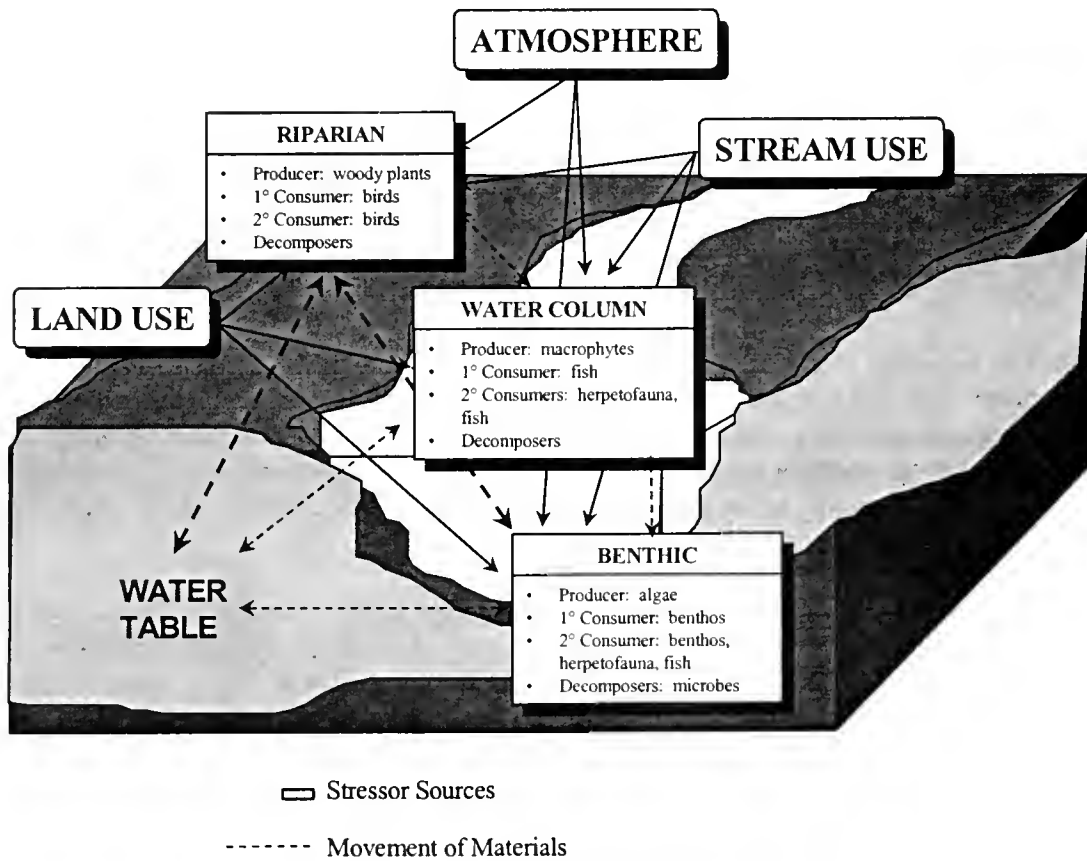 ATMOSPHERE
RIPARIAN
• Producer: woody plants
• 1° Consumer: birds
• 2° Consumer: birds
• Decomposers
STREAM USE
LAND USE
WATER COLUMN
• Producer: macrophytes
• 1° Consumer: fish
• 2° Consumers: herpetofauna,
fish
• Decomposers
BENTHIC
• Producer: algae
• 1° Consumer: benthos
• 2° Consumer: benthos,
herpetofauna, fish
• Decomposers: microbes
WATER
TABLE
Stressor Sources
Movement of Materials